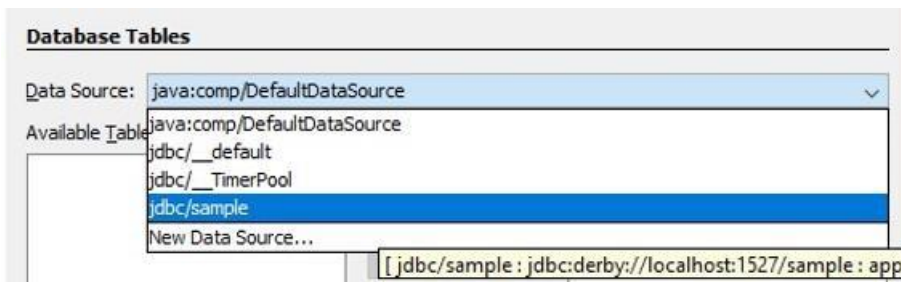 Database Tables
Data Source: java:comp/DefaultDataSource
Available Table
java:comp/DefaultDataSource
jdbc/__default
jdbc/__TimerPool
jdbc/sample
New Data Source...
[ jdbc/sample : jdbc:derby://localhost:1527/sample : app